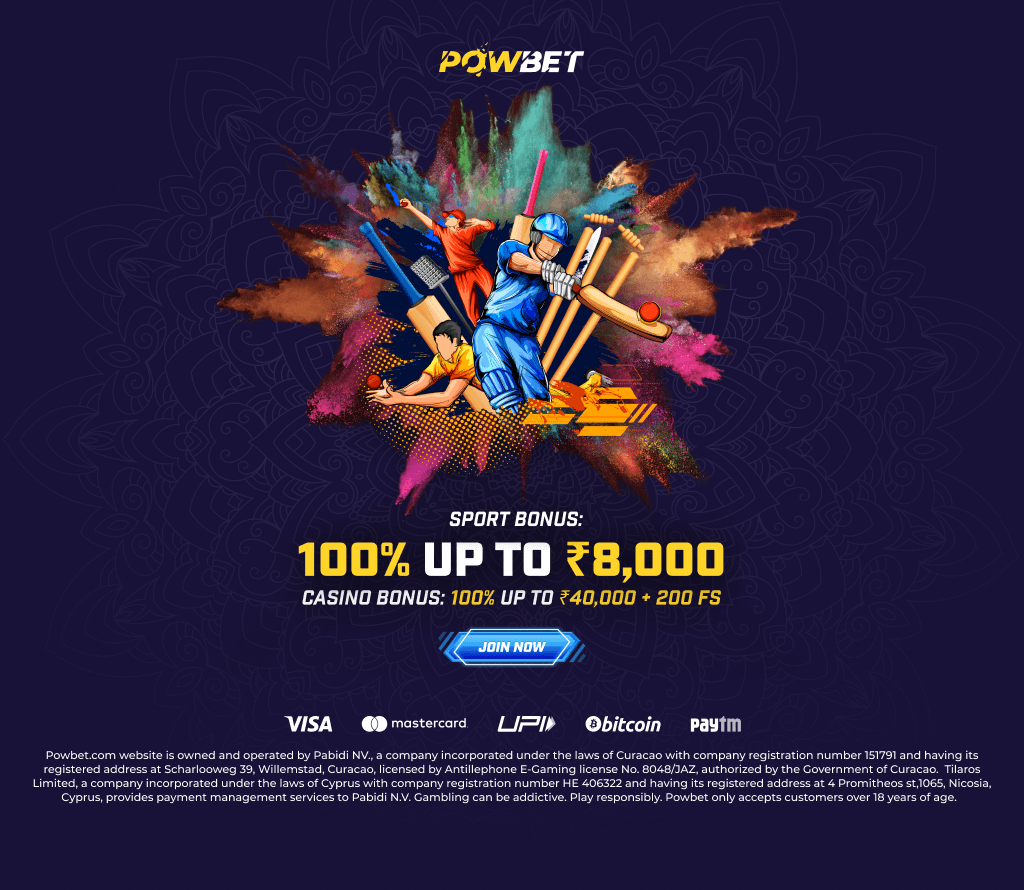 POWBET
SPORT BONUS:
100% UP TO ₹8,000
CASINO BONUS: 100% UP TO ₹40,000 + 200 FS
JOIN NOW
VISA mastercard. UPI bitcoin paytm
Powbet.com website is owned and operated by Pabidi NV., a company incorporated under the laws of Curacao with company registration number 151791 and having its
registered address at Scharlooweg 39, Willemstad, Curacao, licensed by Antillephone E-Gaming license No. 8048/JAZ, authorized by the Government of Curacao. Tilaros
Limited, a company incorporated under the laws of Cyprus with company registration number HE 406322 and having its registered address at 4 Promitheos st,1065, Nicosia,
Cyprus, provides payment management services to Pabidi N.V. Gambling can be addictive. Play responsibly. Powbet only accepts customers over 18 years of age.